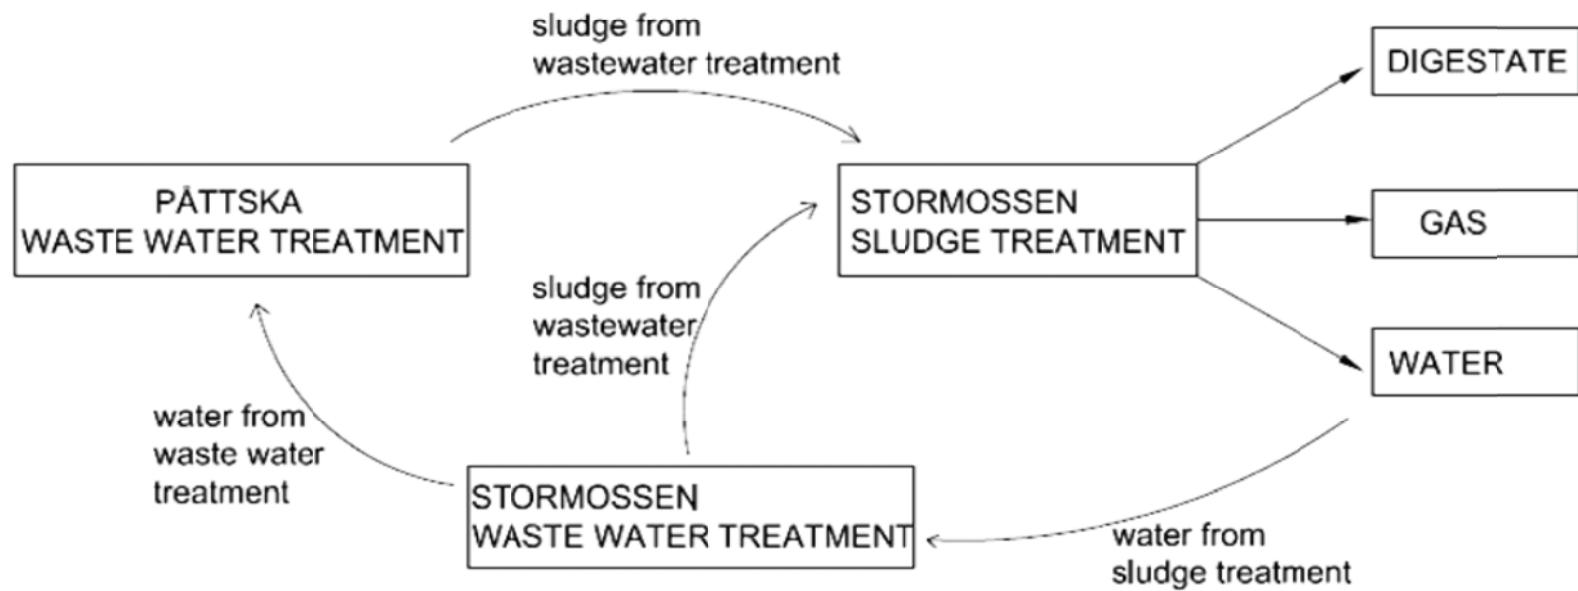 sludge from
wastewater treatment
DIGESTATE
PÅTTSKA
WASTE WATER TREATMENT
STORMOSSEN
SLUDGE TREATMENT
GAS
sludge from
wastewater
treatment
WATER
water from
waste water
treatment
STORMOSSEN
WASTE WATER TREATMENT
water from
sludge treatment